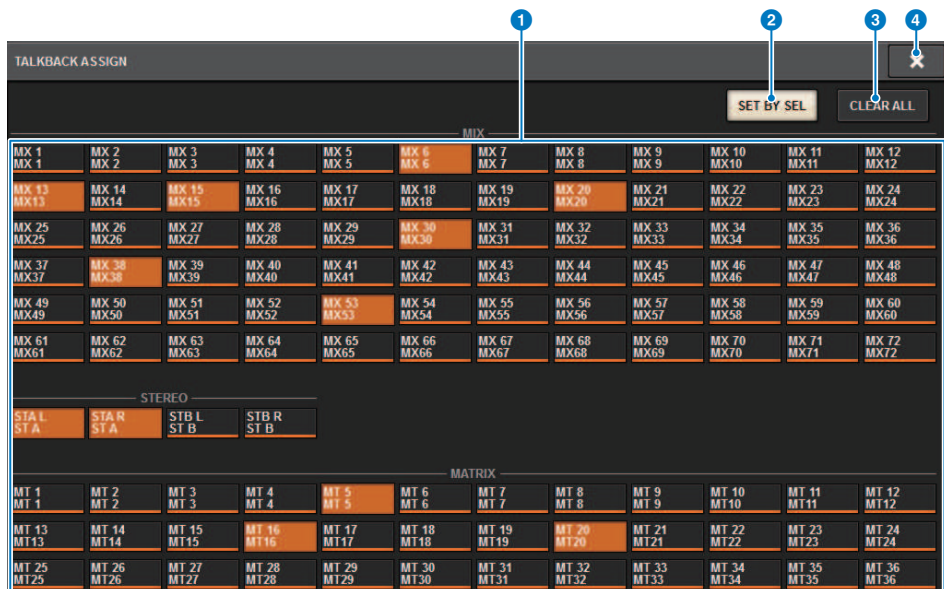 1 2 3 4
TALKBACK ASSIGN ×
SET BY SEL CLEAR ALL
MIX
MX 1 MX 2 MX 3 MX 4 MX 5 MX 6 MX 7 MX 8 MX 9 MX 10 MX 11 MX 12
MX 1 MX 2 MX 3 MX 4 MX 5 MX 6 MX 7 MX 8 MX 9 MX10 MX11 MX12
MX 13 MX 14 MX 15 MX 16 MX 17 MX 18 MX 19 MX 20 MX 21 MX 22 MX 23 MX 24
MX13 MX14 MX15 MX16 MX17 MX18 MX19 MX20 MX21 MX22 MX23 MX24
MX 25 MX 26 MX 27 MX 28 MX 29 MX 30 MX 31 MX 32 MX 33 MX 34 MX 35 MX 36
MX25 MX26 MX27 MX28 MX29 MX30 MX31 MX32 MX33 MX34 MX35 MX36
MX 37 MX 38 MX 39 MX 40 MX 41 MX 42 MX 43 MX 44 MX 45 MX 46 MX 47 MX 48
MX37 MX38 MX39 MX40 MX41 MX42 MX43 MX44 MX45 MX46 MX47 MX48
MX 49 MX 50 MX 51 MX 52 MX 53 MX 54 MX 55 MX 56 MX 57 MX 58 MX 59 MX 60
MX49 MX50 MX51 MX52 MX53 MX54 MX55 MX56 MX57 MX58 MX59 MX60
MX 61 MX 62 MX 63 MX 64 MX 65 MX 66 MX 67 MX 68 MX 69 MX 70 MX 71 MX 72
MX61 MX62 MX63 MX64 MX65 MX66 MX67 MX68 MX69 MX70 MX71 MX72
STEREO
STA L STA R STB L STB R
ST A ST A ST B ST B
MATRIX
MT 1 MT 2 MT 3 MT 4 MT 5 MT 6 MT 7 MT 8 MT 9 MT 10 MT 11 MT 12
MT 1 MT 2 MT 3 MT 4 MT 5 MT 6 MT 7 MT 8 MT 9 MT10 MT11 MT12
MT 13 MT 14 MT 15 MT 16 MT 17 MT 18 MT 19 MT 20 MT 21 MT 22 MT 23 MT 24
MT13 MT14 MT15 MT16 MT17 MT18 MT19 MT20 MT21 MT22 MT23 MT24
MT 25 MT 26 MT 27 MT 28 MT 29 MT 30 MT 31 MT 32 MT 33 MT 34 MT 35 MT 36
MT25 MT26 MT27 MT28 MT29 MT30 MT31 MT32 MT33 MT34 MT35 MT36